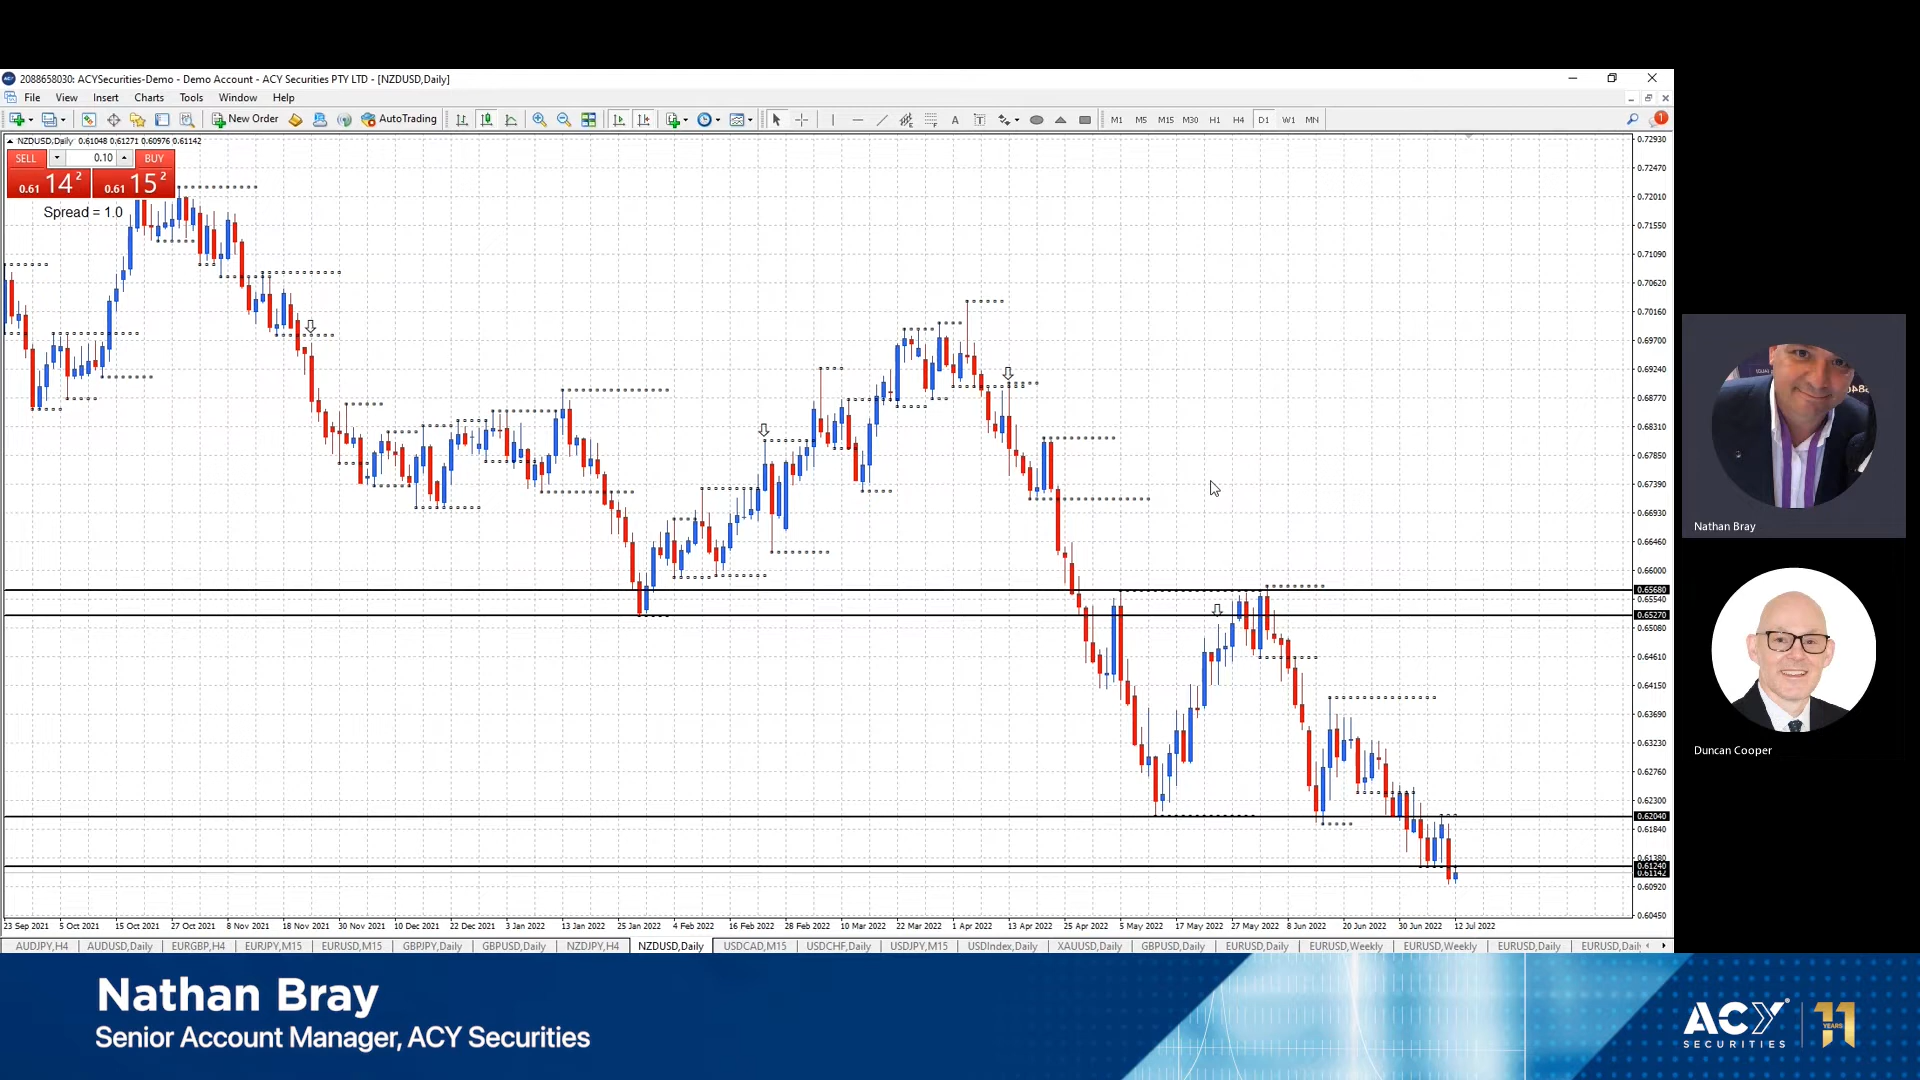 2088658030: ACYSecurities-Demo - Demo Account - ACY Securities PTY LTD - [NZDUSD,Daily]
File View Insert Charts Tools Window Help
New Order AutoTrading M1 M5 M15 M30 H1 H4 D1 W1 MN 1
NZDUSD,Daily 0.61048 0.61271 0.60976 0.61142
SELL 0.10 BUY
0.61 14 2 0.61 15 2
Spread = 1.0
0.72930
0.72470
0.72010
0.71550
0.71090
0.70620
0.70160
0.69700
0.69240
0.68770
0.68310
0.67850
0.67390
0.66930
0.66460
0.66000
0.65680
0.65540
0.65270
0.65080
0.64610
0.64150
0.63690
0.63230
0.62760
0.62300
0.62040
0.61840
0.61380
0.61240
0.61142
0.60920
0.60450
23 Sep 2021 5 Oct 2021 15 Oct 2021 27 Oct 2021 8 Nov 2021 18 Nov 2021 30 Nov 2021 10 Dec 2021 22 Dec 2021 3 Jan 2022 13 Jan 2022 25 Jan 2022 4 Feb 2022 16 Feb 2022 28 Feb 2022 10 Mar 2022 22 Mar 2022 1 Apr 2022 13 Apr 2022 25 Apr 2022 5 May 2022 17 May 2022 27 May 2022 8 Jun 2022 20 Jun 2022 30 Jun 2022 12 Jul 2022
AUDJPY,H4 AUDUSD,Daily EURGBP,H4 EURJPY,M15 EURUSD,M15 GBPJPY,Daily GBPUSD,Daily NZDJPY,H4 NZDUSD,Daily USDCAD,M15 USDCHF,Daily USDJPY,M15 USDIndex,Daily XAUUSD,Daily GBPUSD,Daily EURUSD,Daily EURUSD,Weekly EURUSD,Weekly EURUSD,Daily EURUSD,Daily
Nathan Bray
Duncan Cooper
Nathan Bray
Senior Account Manager, ACY Securities
ACY
SECURITIES
11
YEARS